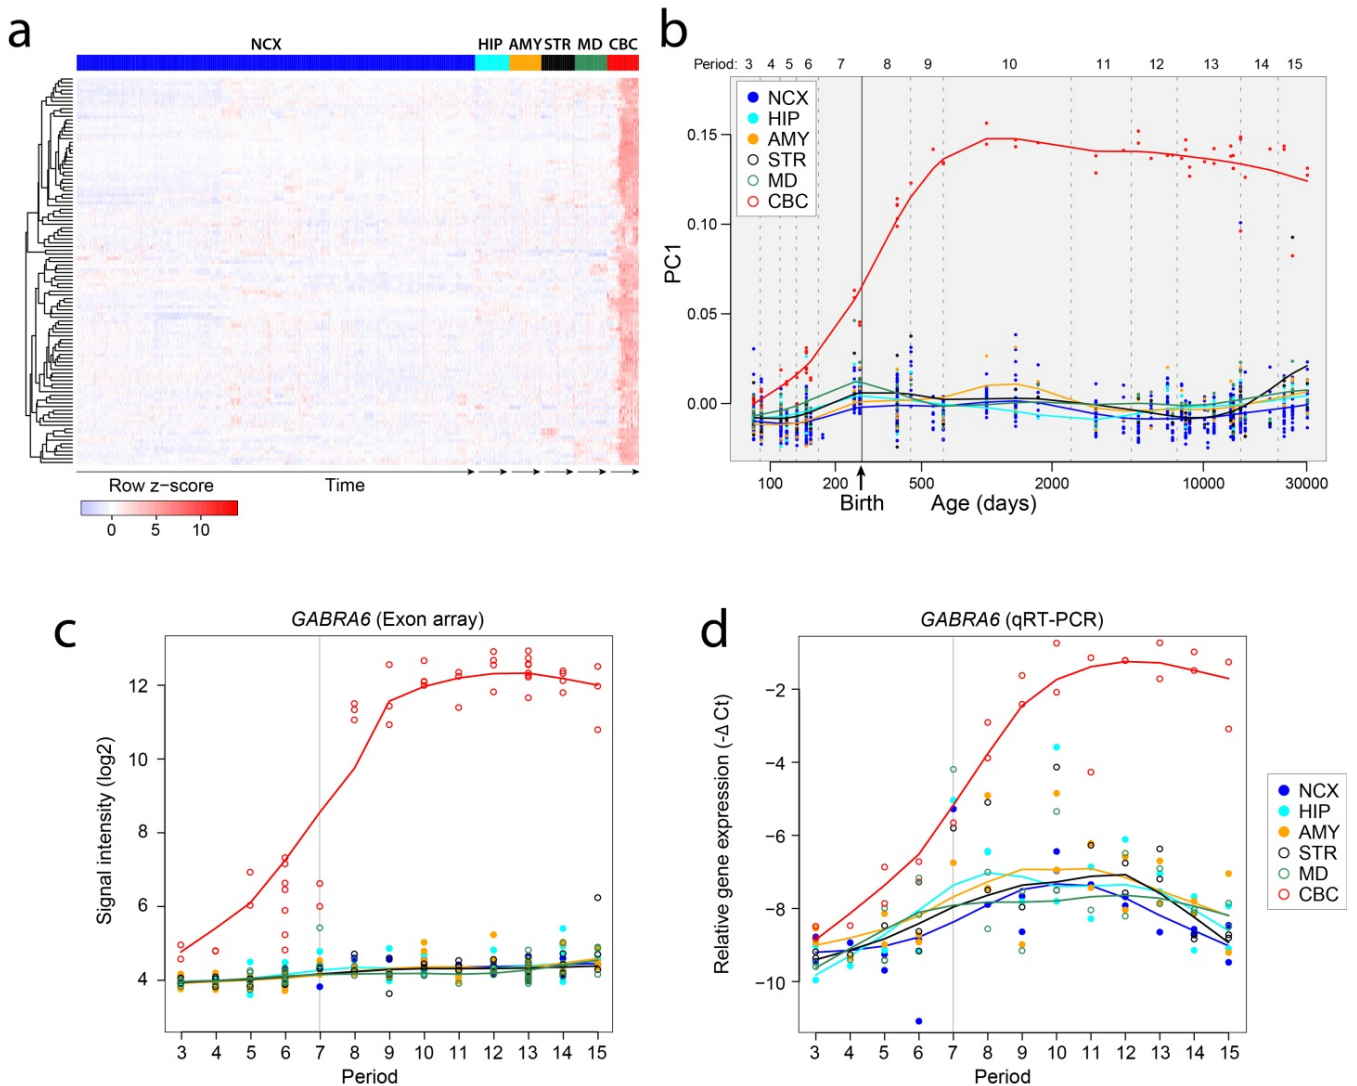 a
NCX HIP AMY STR MD CBC
Row z−score Time
0 5 10
b
Period: 3 4 5 6 7 8 9 10 11 12 13 14 15
NCX
HIP
AMY
STR
MD
CBC
PC1
0.15
0.10
0.05
0.00
100 200 500 2000 10000 30000
Birth Age (days)
c
GABRA6 (Exon array)
Signal intensity (log2)
12
10
8
6
4
3 4 5 6 7 8 9 10 11 12 13 14 15
Period
d
GABRA6 (qRT-PCR)
Relative gene expression (-Δ Ct)
−2
−4
−6
−8
−10
3 4 5 6 7 8 9 10 11 12 13 14 15
Period
NCX
HIP
AMY
STR
MD
CBC